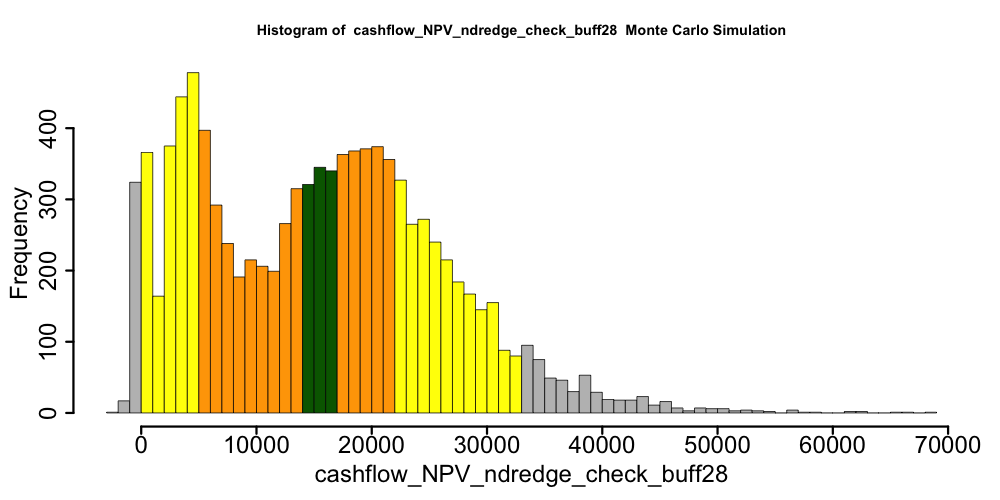 Histogram of  cashflow_NPV_ndredge_check_buff28  Monte Carlo Simulation
Frequency
400
300
200
100
0
0 10000 20000 30000 40000 50000 60000 70000
cashflow_NPV_ndredge_check_buff28